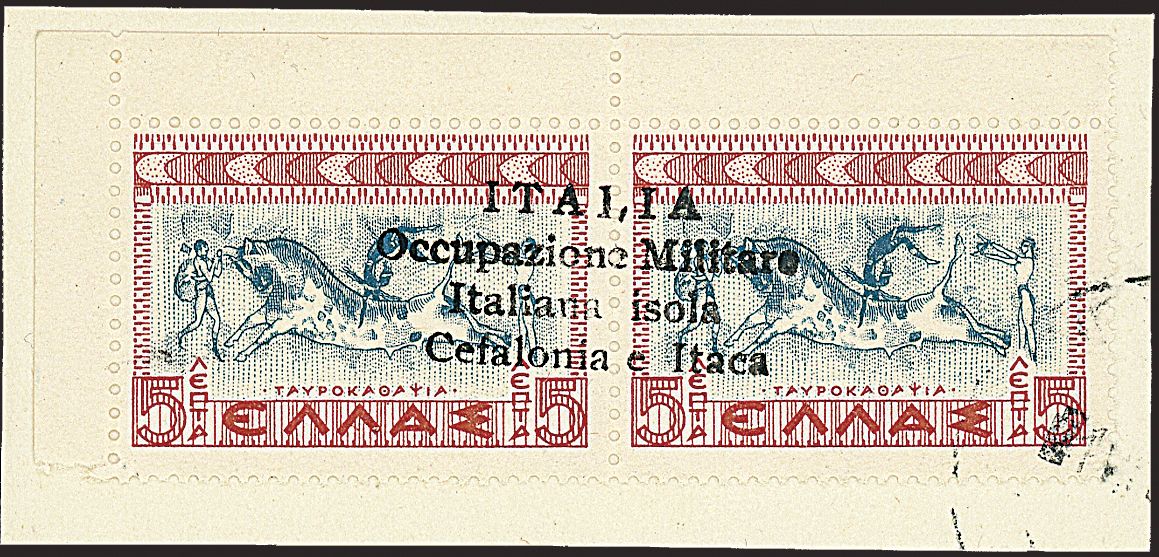 ITALIA
Occupazione Militare
Italiana isola
Cefalonia e Itaca
ΤΑΥΡΟΚΑΘΑΨΙΑ
5 ΛΕΠΤΑ ΕΛΛΑΣ ΛΕΠΤΑ 5
ΤΑΥΡΟΚΑΘΑΨΙΑ
5 ΛΕΠΤΑ ΕΛΛΑΣ ΛΕΠΤΑ 5